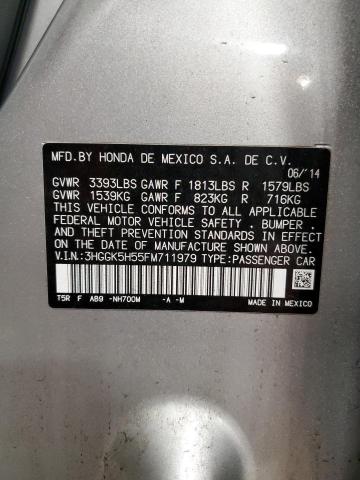 MFD.BY HONDA DE MEXICO S.A. DE C.V.
06/'14
GVWR 3393LBS GAWR F 1813LBS R 1579LBS
GVWR 1539KG GAWR F 823KG R 716KG
THIS VEHICLE CONFORMS TO ALL APPLICABLE
FEDERAL MOTOR VEHICLE SAFETY . BUMPER .
AND THEFT PREVENTION STANDARDS IN EFFECT
ON THE DATE OF MANUFACTURE SHOWN ABOVE.
V.I.N.:3HGGK5H55FM711979 TYPE:PASSENGER CAR
T5R F AB9 -NH700M -A -M
MADE IN MEXICO